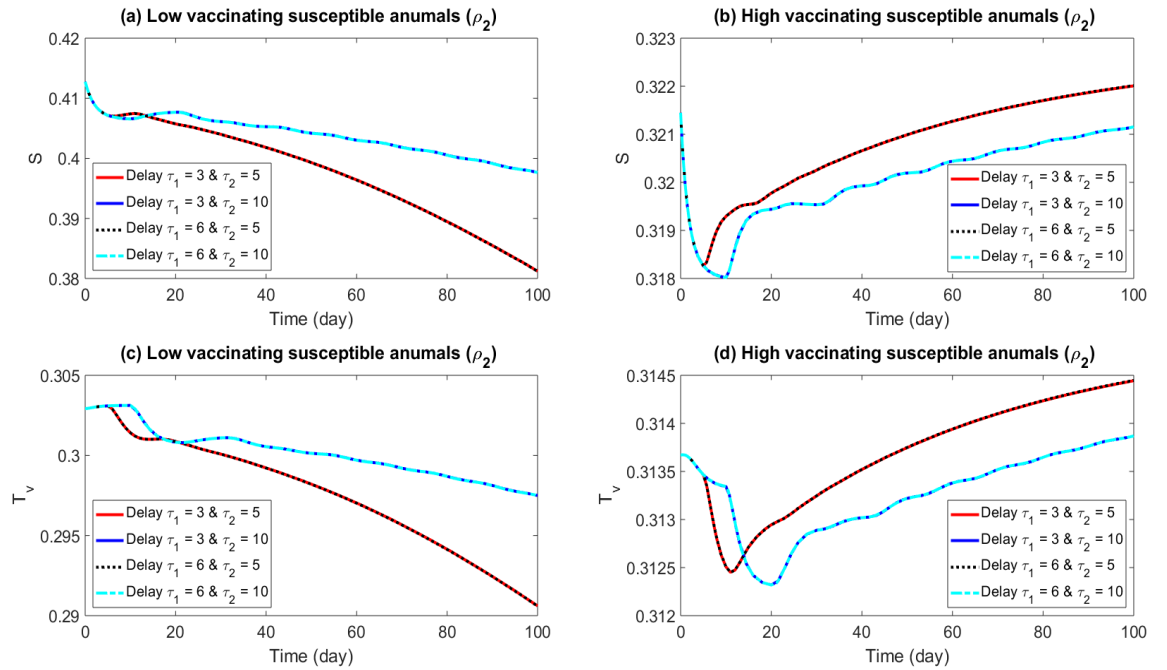 (a) Low vaccinating susceptible anumals (ρ₂)
0.42
0.41
0.4
0.39
0.38
S
0
20
40
60
80
100
Time (day)
Delay τ₁ = 3 & τ₂ = 5
Delay τ₁ = 3 & τ₂ = 10
Delay τ₁ = 6 & τ₂ = 5
Delay τ₁ = 6 & τ₂ = 10
(b) High vaccinating susceptible anumals (ρ₂)
0.323
0.322
0.321
0.32
0.319
0.318
S
0
20
40
60
80
100
Time (day)
Delay τ₁ = 3 & τ₂ = 5
Delay τ₁ = 3 & τ₂ = 10
Delay τ₁ = 6 & τ₂ = 5
Delay τ₁ = 6 & τ₂ = 10
(c) Low vaccinating susceptible anumals (ρ₂)
0.305
0.3
0.295
0.29
Tᵥ
0
20
40
60
80
100
Time (day)
Delay τ₁ = 3 & τ₂ = 5
Delay τ₁ = 3 & τ₂ = 10
Delay τ₁ = 6 & τ₂ = 5
Delay τ₁ = 6 & τ₂ = 10
(d) High vaccinating susceptible anumals (ρ₂)
0.3145
0.314
0.3135
0.313
0.3125
0.312
Tᵥ
0
20
40
60
80
100
Time (day)
Delay τ₁ = 3 & τ₂ = 5
Delay τ₁ = 3 & τ₂ = 10
Delay τ₁ = 6 & τ₂ = 5
Delay τ₁ = 6 & τ₂ = 10